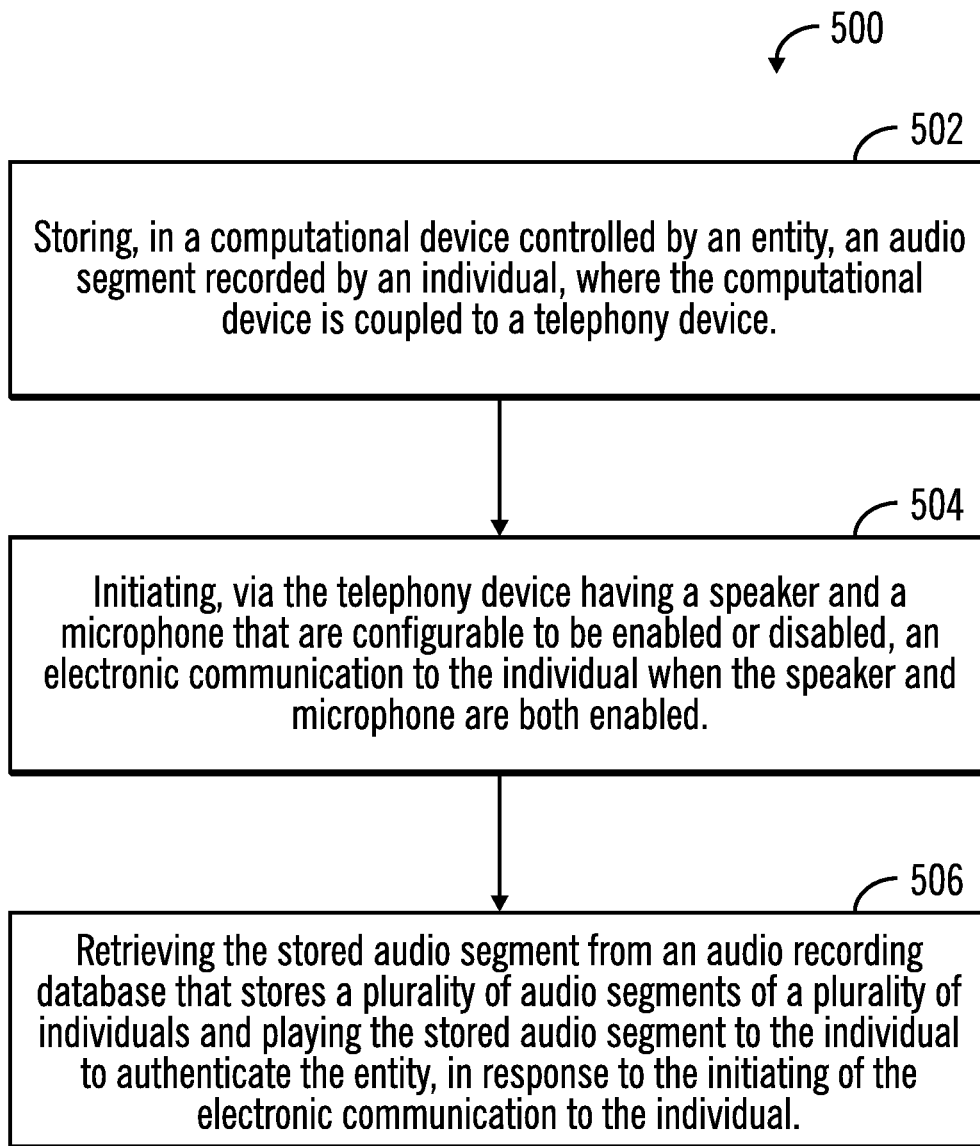 500
502
Storing, in a computational device controlled by an entity, an audio
segment recorded by an individual, where the computational
device is coupled to a telephony device.
504
Initiating, via the telephony device having a speaker and a
microphone that are configurable to be enabled or disabled, an
electronic communication to the individual when the speaker and
microphone are both enabled.
506
Retrieving the stored audio segment from an audio recording
database that stores a plurality of audio segments of a plurality of
individuals and playing the stored audio segment to the individual
to authenticate the entity, in response to the initiating of the
electronic communication to the individual.